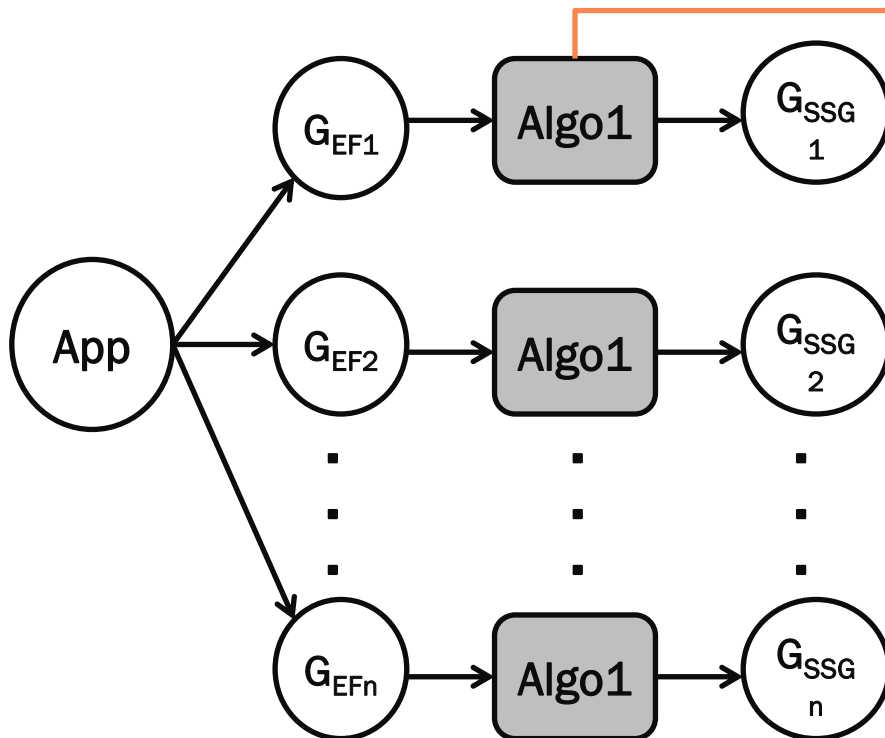 G_EF1
Algo1
G_SSG
1
App
G_EF2
Algo1
G_SSG
2
G_EFn
Algo1
G_SSG
n